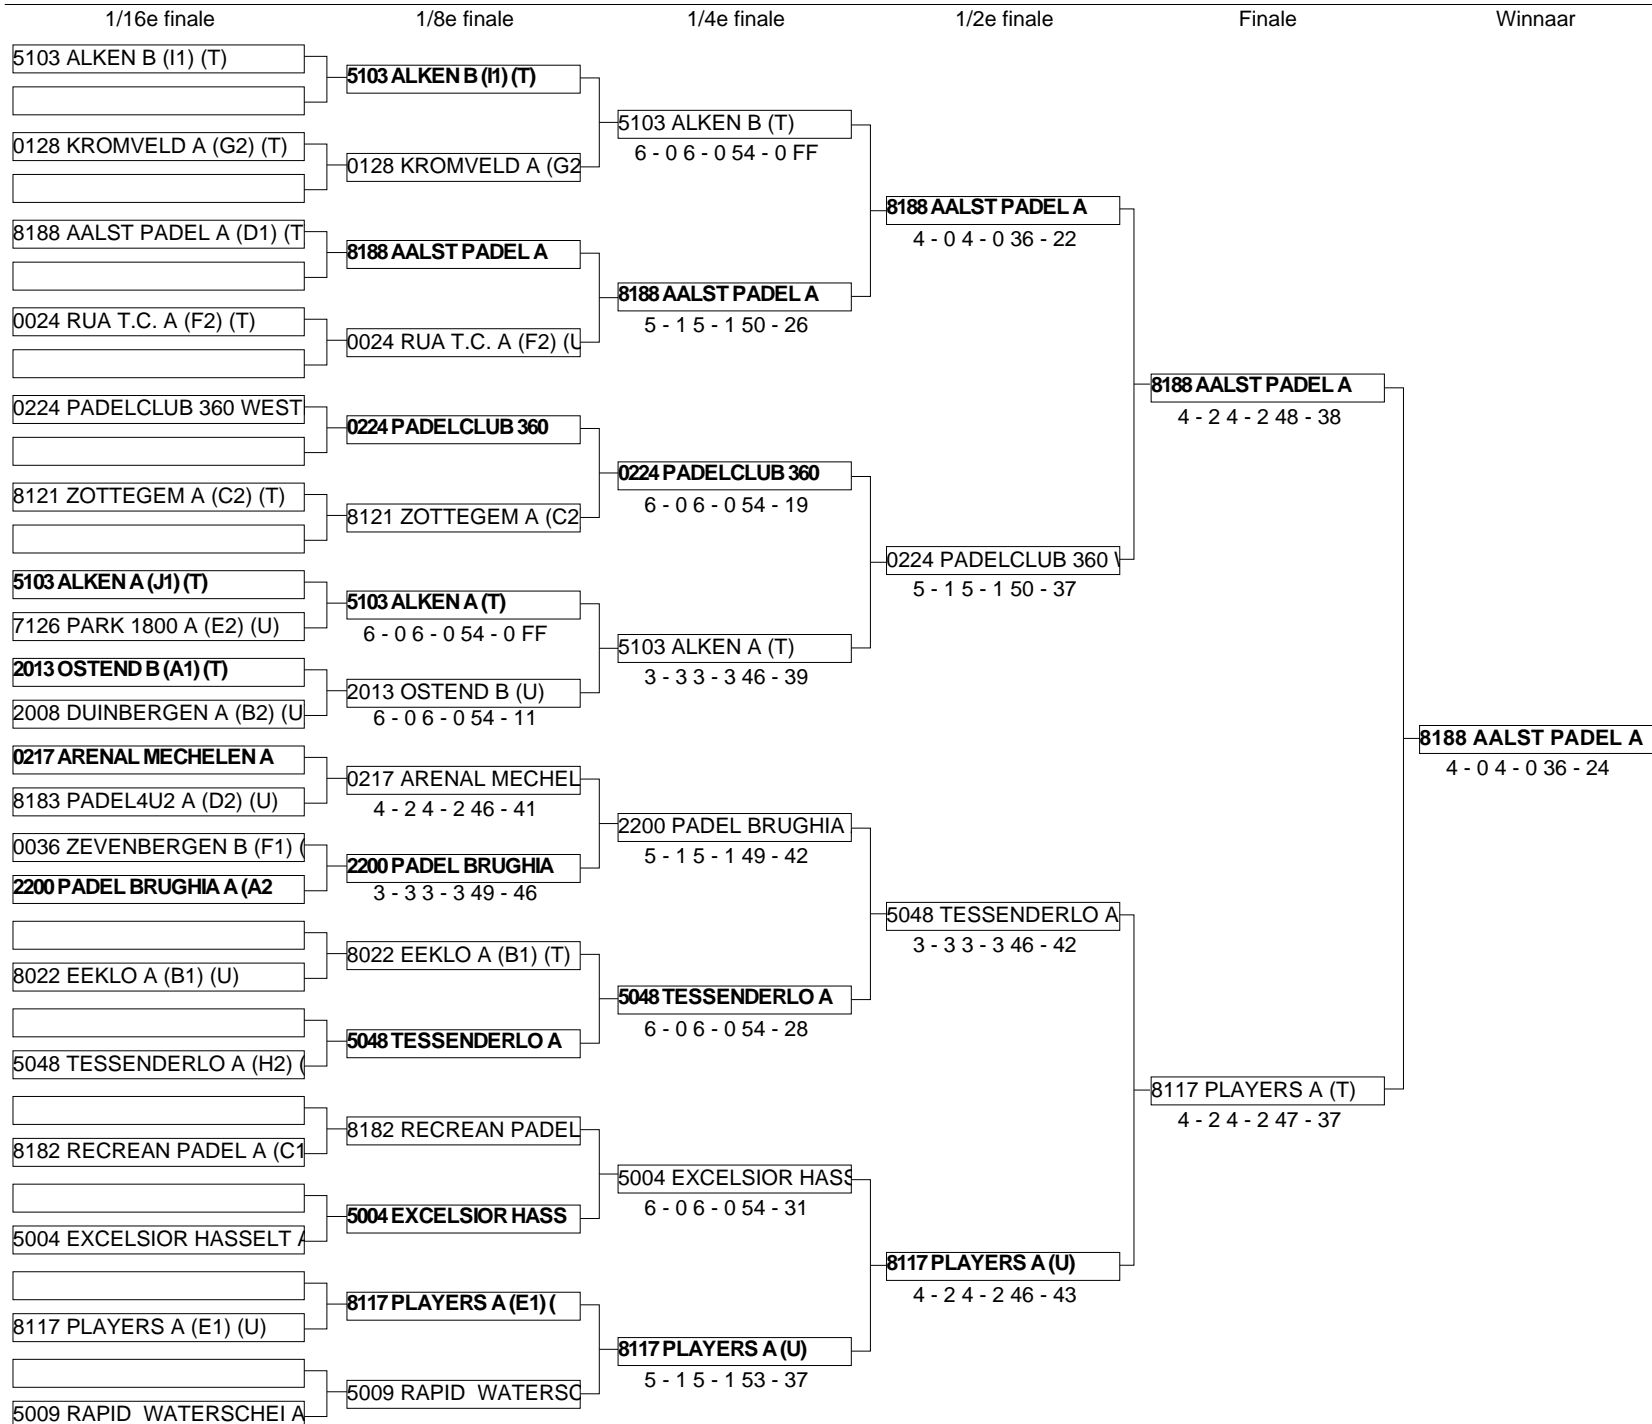 1/16e finale
1/8e finale
1/4e finale
1/2e finale
Finale
Winnaar
5103 ALKEN B (I1) (T)
0128 KROMVELD A (G2) (T)
8188 AALST PADEL A (D1) (T
0024 RUA T.C. A (F2) (T)
0224 PADELCLUB 360 WEST
8121 ZOTTEGEM A (C2) (T)
5103 ALKEN A (J1) (T)
7126 PARK 1800 A (E2) (U)
2013 OSTEND B (A1) (T)
2008 DUINBERGEN A (B2) (U
0217 ARENAL MECHELEN A
8183 PADEL4U2 A (D2) (U)
0036 ZEVENBERGEN B (F1) (
2200 PADEL BRUGHIA A (A2
8022 EEKLO A (B1) (U)
5048 TESSENDERLO A (H2) (
8182 RECREAN PADEL A (C1
5004 EXCELSIOR HASSELT A
8117 PLAYERS A (E1) (U)
5009 RAPID WATERSCHEI A
5103 ALKEN B (I1) (T)
0128 KROMVELD A (G2
8188 AALST PADEL A
0024 RUA T.C. A (F2) (U
0224 PADELCLUB 360
8121 ZOTTEGEM A (C2
5103 ALKEN A (T)
6 - 0 6 - 0 54 - 0 FF
2013 OSTEND B (U)
6 - 0 6 - 0 54 - 11
0217 ARENAL MECHEL
4 - 2 4 - 2 46 - 41
2200 PADEL BRUGHIA
3 - 3 3 - 3 49 - 46
8022 EEKLO A (B1) (T)
5048 TESSENDERLO A
8182 RECREAN PADEL
5004 EXCELSIOR HASS
8117 PLAYERS A (E1) (
5009 RAPID WATERSC
5103 ALKEN B (T)
6 - 0 6 - 0 54 - 0 FF
8188 AALST PADEL A
5 - 1 5 - 1 50 - 26
0224 PADELCLUB 360
6 - 0 6 - 0 54 - 19
5103 ALKEN A (T)
3 - 3 3 - 3 46 - 39
2200 PADEL BRUGHIA
5 - 1 5 - 1 49 - 42
5048 TESSENDERLO A
6 - 0 6 - 0 54 - 28
5004 EXCELSIOR HASS
6 - 0 6 - 0 54 - 31
8117 PLAYERS A (U)
5 - 1 5 - 1 53 - 37
8188 AALST PADEL A
4 - 0 4 - 0 36 - 22
0224 PADELCLUB 360 W
5 - 1 5 - 1 50 - 37
5048 TESSENDERLO A
3 - 3 3 - 3 46 - 42
8117 PLAYERS A (U)
4 - 2 4 - 2 46 - 43
8188 AALST PADEL A
4 - 2 4 - 2 48 - 38
8117 PLAYERS A (T)
4 - 2 4 - 2 47 - 37
8188 AALST PADEL A
4 - 0 4 - 0 36 - 24